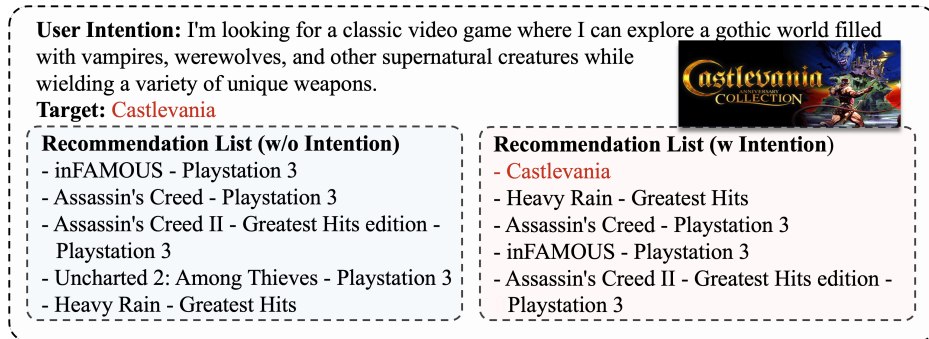 User Intention: I'm looking for a classic video game where I can explore a gothic world filled
with vampires, werewolves, and other supernatural creatures while
wielding a variety of unique weapons.
Target: Castlevania
Castlevania
ANNIVERSARY
COLLECTION
Recommendation List (w/o Intention)
- inFAMOUS - Playstation 3
- Assassin's Creed - Playstation 3
- Assassin's Creed II - Greatest Hits edition -
Playstation 3
- Uncharted 2: Among Thieves - Playstation 3
- Heavy Rain - Greatest Hits
Recommendation List (w Intention)
- Castlevania
- Heavy Rain - Greatest Hits
- Assassin's Creed - Playstation 3
- inFAMOUS - Playstation 3
- Assassin's Creed II - Greatest Hits edition -
Playstation 3